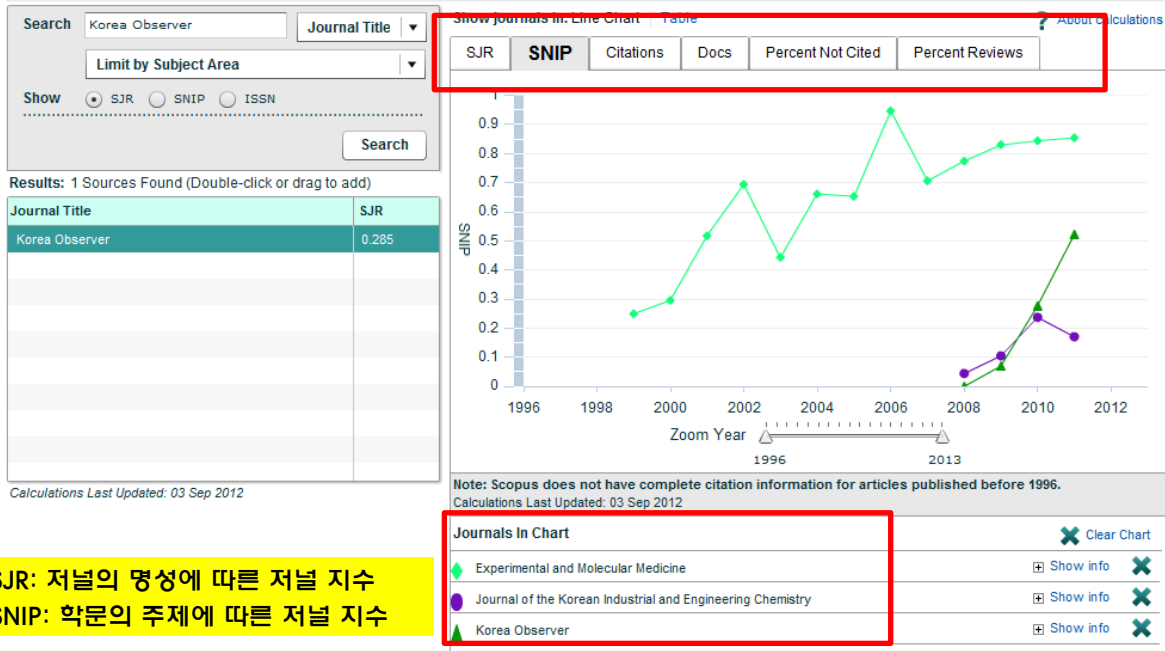 Search Korea Observer Journal Title
Limit by Subject Area
Show SJR SNIP ISSN
Search
Results: 1 Sources Found (Double-click or drag to add)
Journal Title SJR
Korea Observer 0.285
Calculations Last Updated: 03 Sep 2012
SJR: 저널의 명성에 따른 저널 지수
SNIP: 학문의 주제에 따른 저널 지수
Show journals in: Line Chart Table
? About calculations
SJR SNIP Citations Docs Percent Not Cited Percent Reviews
SNIP
1
0.9
0.8
0.7
0.6
0.5
0.4
0.3
0.2
0.1
0
1996 1998 2000 2002 2004 2006 2008 2010 2012
Zoom Year
1996 2013
Note: Scopus does not have complete citation information for articles published before 1996.
Calculations Last Updated: 03 Sep 2012
Journals In Chart Clear Chart
Experimental and Molecular Medicine Show info
Journal of the Korean Industrial and Engineering Chemistry Show info
Korea Observer Show info